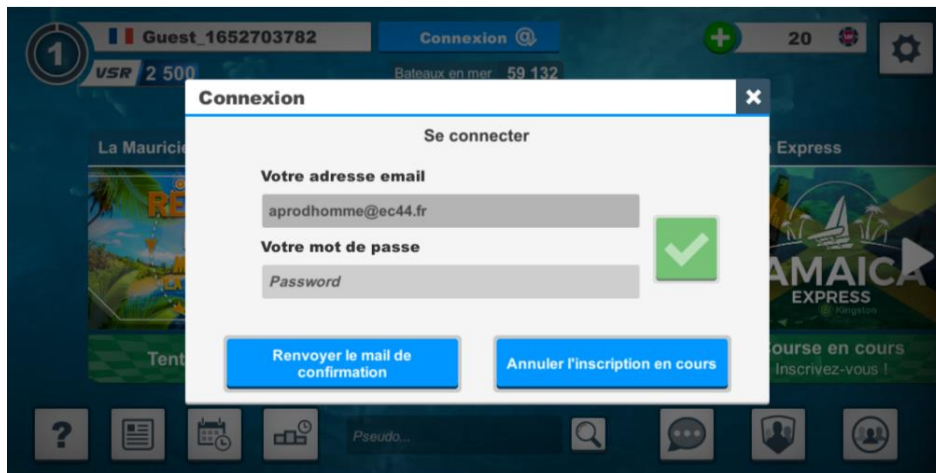 1
Guest_1652703782
Connexion @
20
VSR 2 500
Bateaux en mer 59 132
Connexion
Se connecter
La Mauricie
Express
Votre adresse email
aprodhomme@ec44.fr
Votre mot de passe
Password
JAMAICA
EXPRESS
Kingston
Renvoyer le mail de
confirmation
Annuler l'inscription en cours
Tent
ourse en cours
Inscrivez-vous !
?
Pseudo...